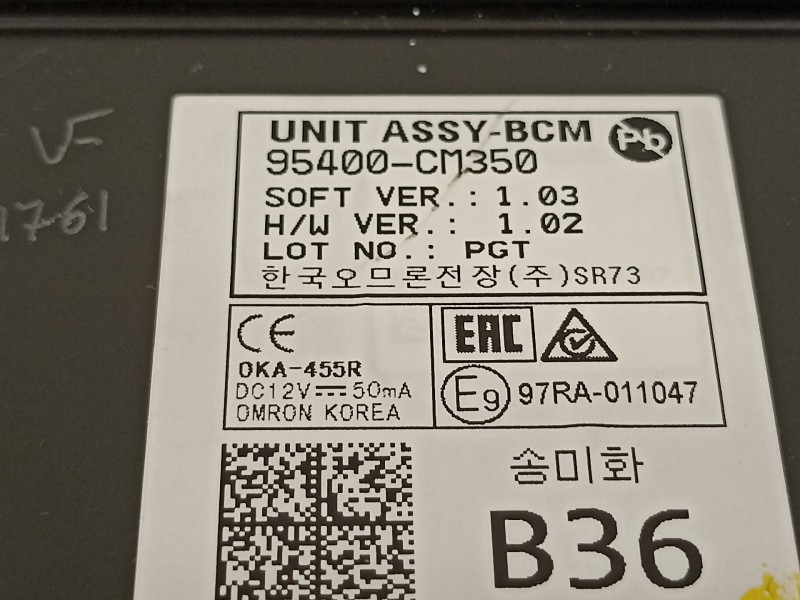 UNIT ASSY-BCM
Pb
95400-CM350
SOFT VER.: 1.03
H/W VER.: 1.02
LOT NO.: PGT
한국오므론전장(주)SR73
CE
OKA-455R
DC12V 50mA
OMRON KOREA
EAC
E9 97RA-011047
송미화
B36
1761